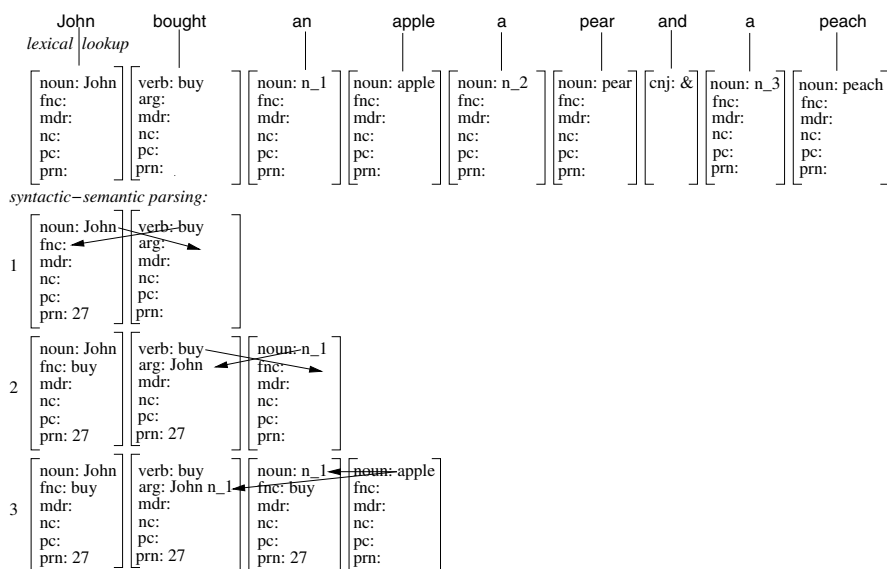 John bought an apple a pear and a peach
lexical lookup
noun: John verb: buy noun: n_1 noun: apple noun: n_2 noun: pear cnj: & noun: n_3 noun: peach
fnc: arg: fnc: fnc: fnc: fnc: fnc: fnc:
mdr: mdr: mdr: mdr: mdr: mdr: mdr: mdr:
nc: nc: nc: nc: nc: nc: nc: nc:
pc: pc: pc: pc: pc: pc: pc: pc:
prn: prn: prn: prn: prn: prn: prn: prn:
syntactic−semantic parsing:
noun: John verb: buy
fnc: arg:
1 mdr: mdr:
nc: nc:
pc: pc:
prn: 27 prn:
noun: John verb: buy noun: n_1
fnc: buy arg: John fnc:
2 mdr: mdr: mdr:
nc: nc: nc:
pc: pc: pc:
prn: 27 prn: 27 prn:
noun: John verb: buy noun: n_1 noun: apple
fnc: buy arg: John n_1 fnc: buy fnc:
3 mdr: mdr: mdr: mdr:
nc: nc: nc: nc:
pc: pc: pc: pc:
prn: 27 prn: 27 prn: 27 prn: